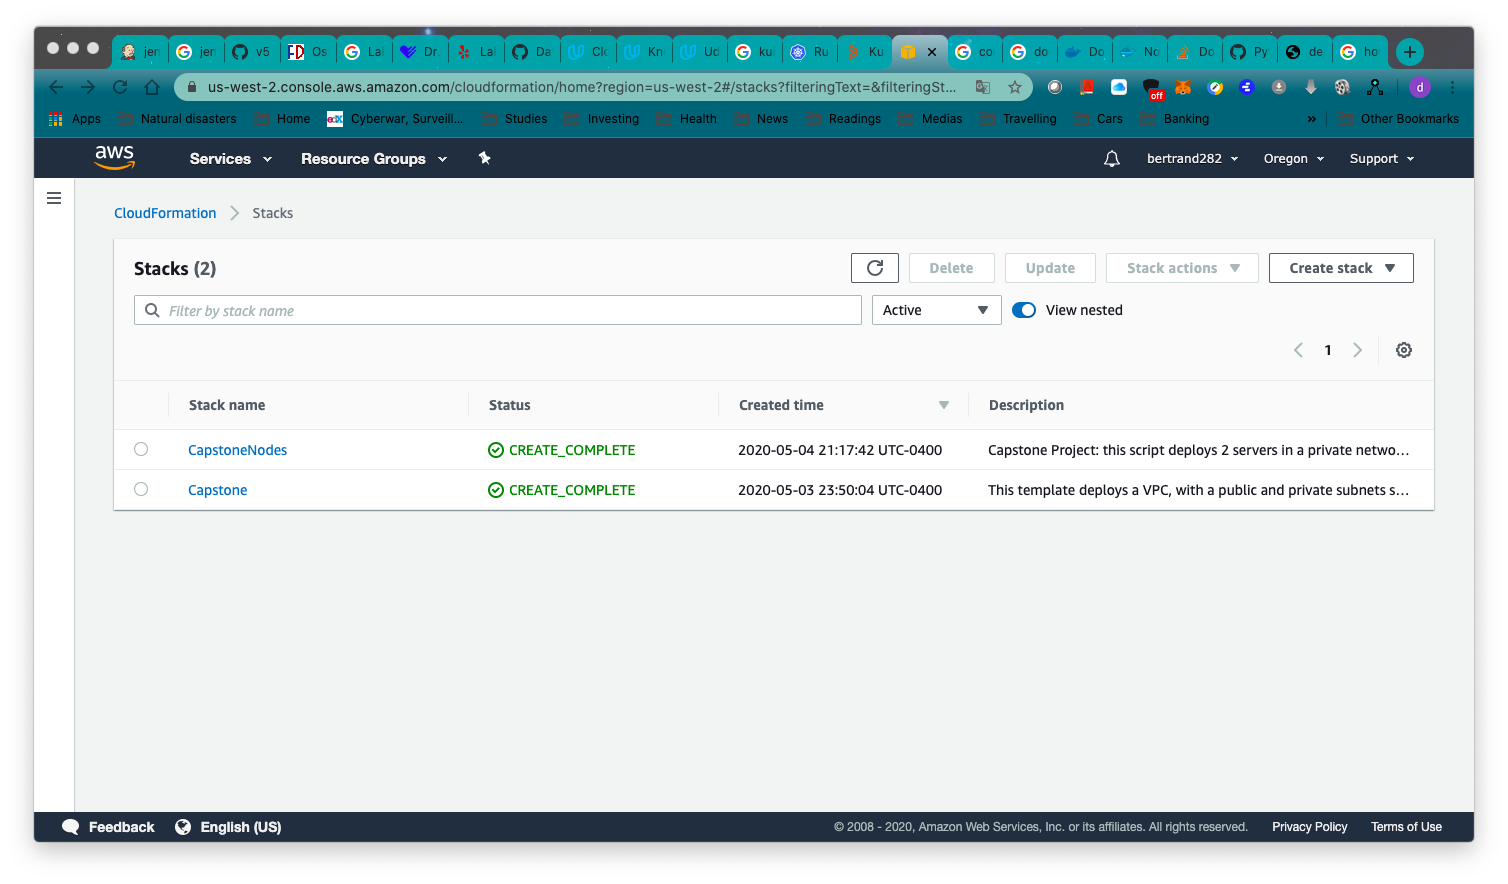 jer jer v5 Os Lal Dr. Lal Da Clo Kn Ud kul Ru Ku co do Do No Do Py de ho
us-west-2.console.aws.amazon.com/cloudformation/home?region=us-west-2#/stacks?filteringText=&filteringSt...
off
d
Apps Natural disasters Home edX Cyberwar, Surveill... Studies Investing Health News Readings Medias Travelling Cars Banking » Other Bookmarks
aws Services Resource Groups bertrand282 Oregon Support
CloudFormation Stacks
Stacks (2) Delete Update Stack actions Create stack
Filter by stack name Active View nested
1
Stack name Status Created time Description
CapstoneNodes CREATE_COMPLETE 2020-05-04 21:17:42 UTC-0400 Capstone Project: this script deploys 2 servers in a private netwo...
Capstone CREATE_COMPLETE 2020-05-03 23:50:04 UTC-0400 This template deploys a VPC, with a public and private subnets s...
Feedback English (US) © 2008 - 2020, Amazon Web Services, Inc. or its affiliates. All rights reserved. Privacy Policy Terms of Use